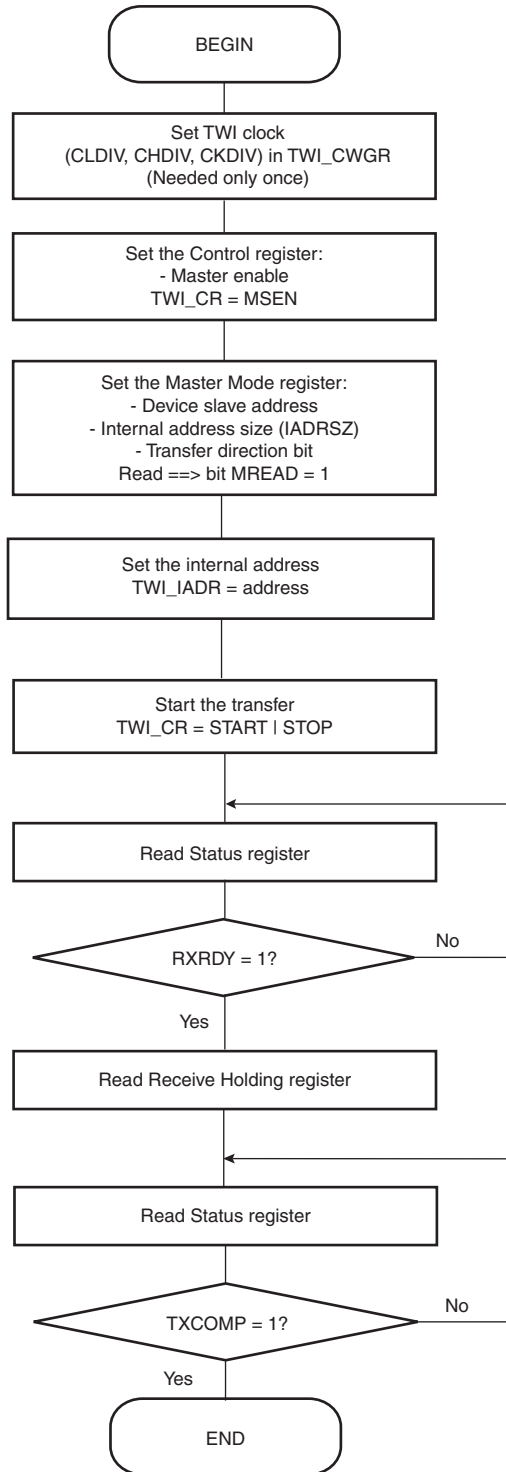 BEGIN
Set TWI clock
(CLDIV, CHDIV, CKDIV) in TWI_CWGR
(Needed only once)
Set the Control register:
- Master enable
TWI_CR = MSEN
Set the Master Mode register:
- Device slave address
- Internal address size (IADRSZ)
- Transfer direction bit
Read ==> bit MREAD = 1
Set the internal address
TWI_IADR = address
Start the transfer
TWI_CR = START | STOP
Read Status register
RXRDY = 1?
No
Yes
Read Receive Holding register
Read Status register
TXCOMP = 1?
No
Yes
END